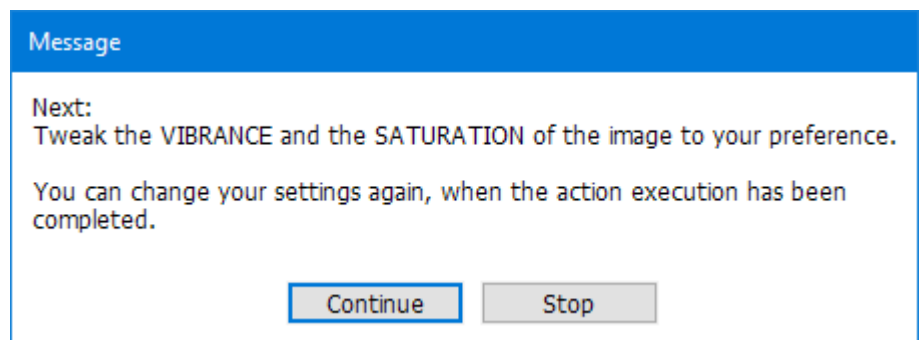 Message
Next:
Tweak the VIBRANCE and the SATURATION of the image to your preference.
You can change your settings again, when the action execution has been
completed.
Continue
Stop